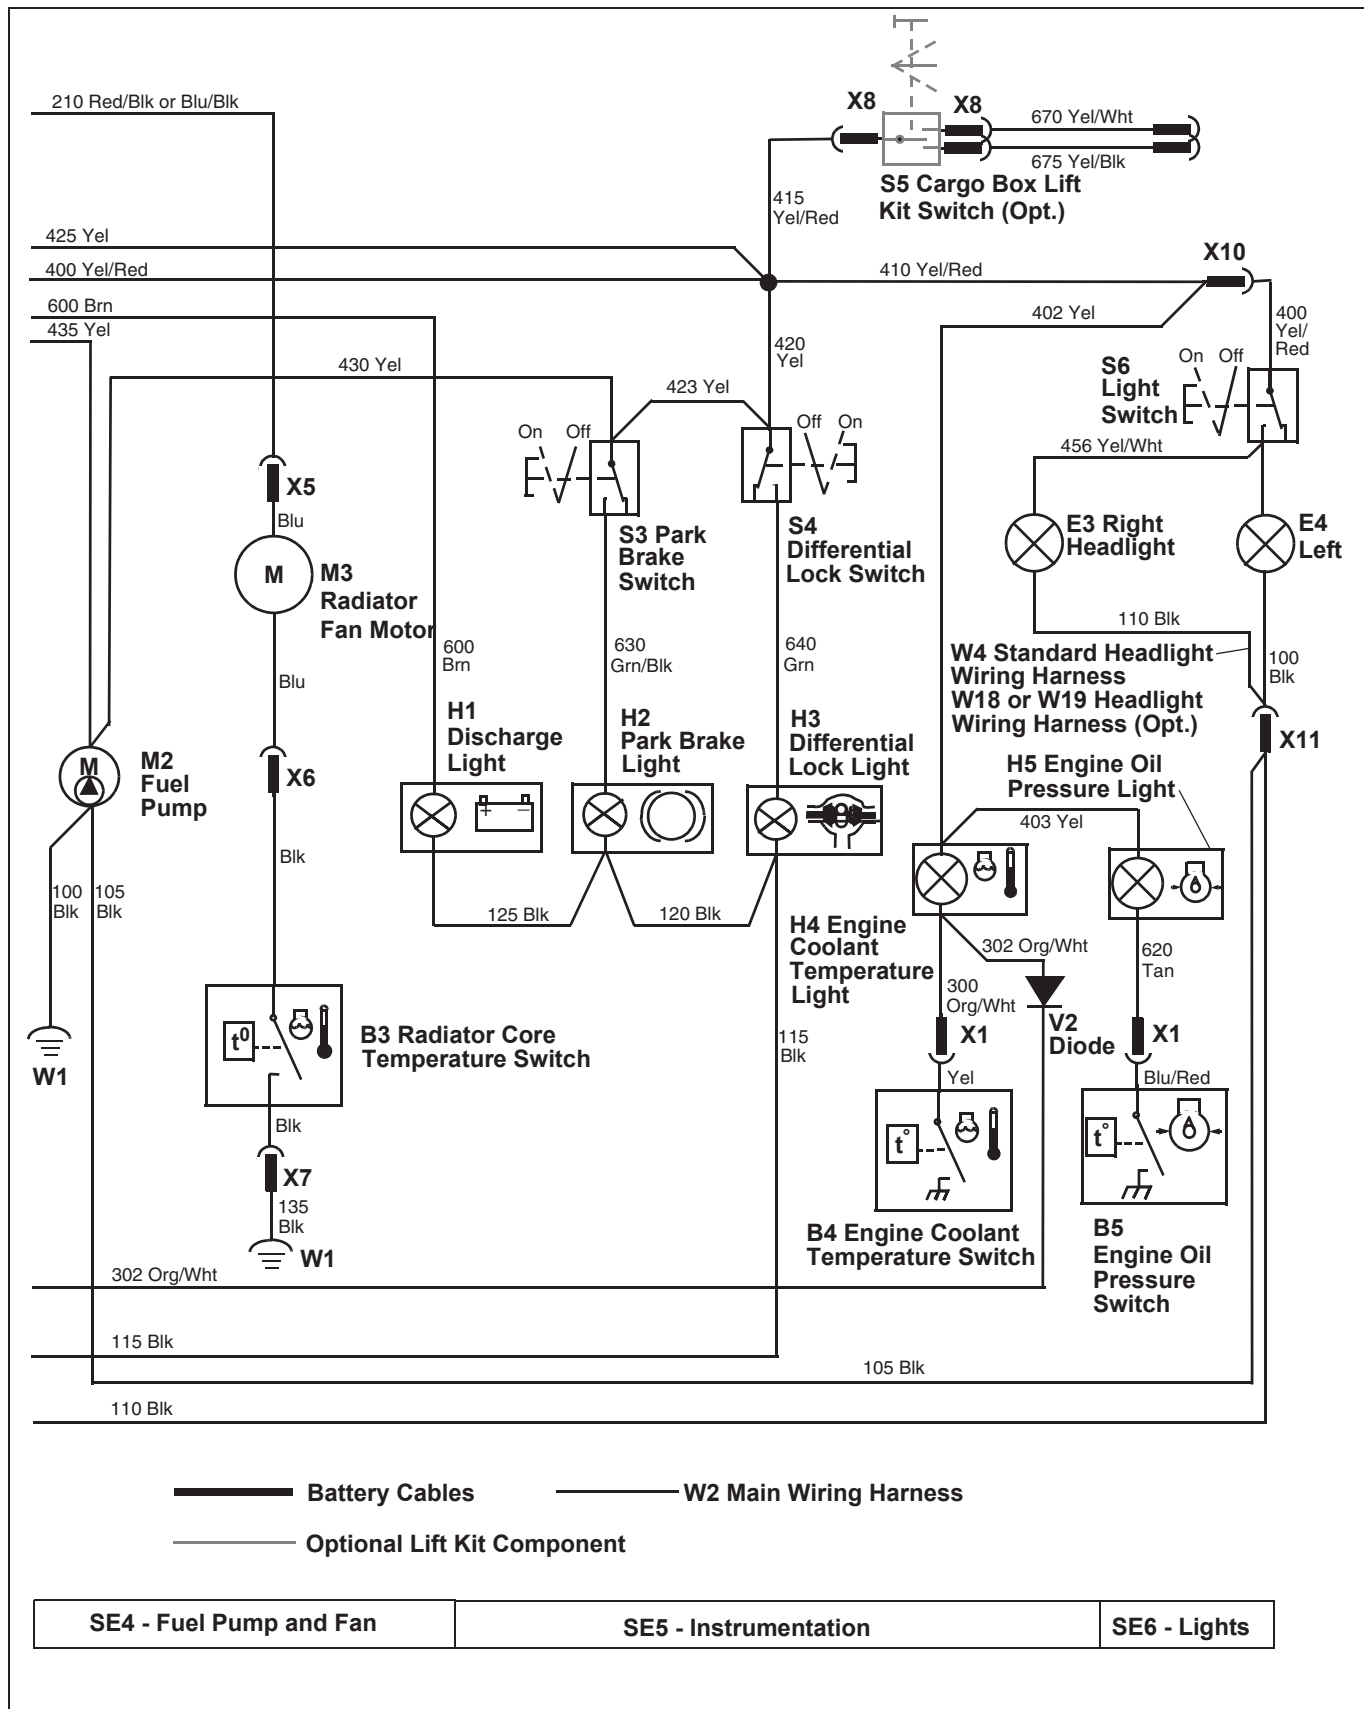 X8
X8
210 Red/Blk or Blu/Blk
670 Yel/Wht
675 Yel/Blk
S5 Cargo Box Lift
Kit Switch (Opt.)
415
Yel/Red
425 Yel
400 Yel/Red
410 Yel/Red
X10
600 Brn
435 Yel
402 Yel
400
Yel/
Red
420
Yel
430 Yel
423 Yel
On
Off
S6
Light
Switch
On
Off
Off
On
456 Yel/Wht
X5
Blu
S3 Park
Brake
Switch
S4
Differential
Lock Switch
E3 Right
Headlight
E4
Left
M
M3
Radiator
Fan Motor
110 Blk
600
Brn
630
Grn/Blk
640
Grn
W4 Standard Headlight
Wiring Harness
W18 or W19 Headlight
Wiring Harness (Opt.)
100
Blk
Blu
H1
Discharge
Light
H2
Park Brake
Light
H3
Differential
Lock Light
X11
M
M2
Fuel
Pump
X6
H5 Engine Oil
Pressure Light
403 Yel
+ −
Blk
100
Blk
105
Blk
125 Blk
120 Blk
H4 Engine
Coolant
Temperature
Light
302 Org/Wht
620
Tan
300
Org/Wht
V2
Diode
X1
X1
W1
t0
B3 Radiator Core
Temperature Switch
115
Blk
Yel
Blu/Red
Blk
t°
t°
X7
135
Blk
W1
B4 Engine Coolant
Temperature Switch
B5
Engine Oil
Pressure
Switch
302 Org/Wht
115 Blk
105 Blk
110 Blk
Battery Cables
W2 Main Wiring Harness
Optional Lift Kit Component
SE4 - Fuel Pump and Fan
SE5 - Instrumentation
SE6 - Lights